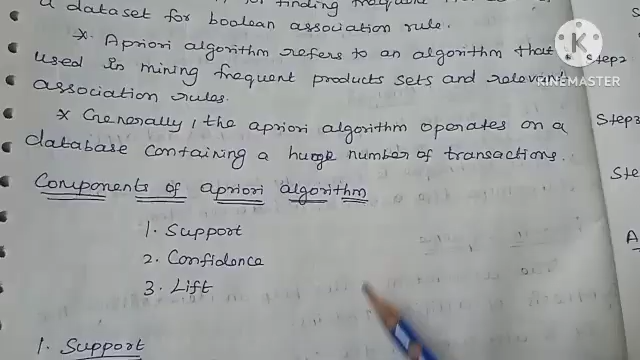 a dataset for boolean association rule.
* Apriori algorithm refers to an algorithm that
used in mining frequent products sets and relevant
association rules.
* Generally, the apriori algorithm operates on a
database containing a huge number of transactions.
Components of apriori algorithm
1. Support
2. Confidence
3. Lift
1. Support
KINEMASTER
Step2
Step3